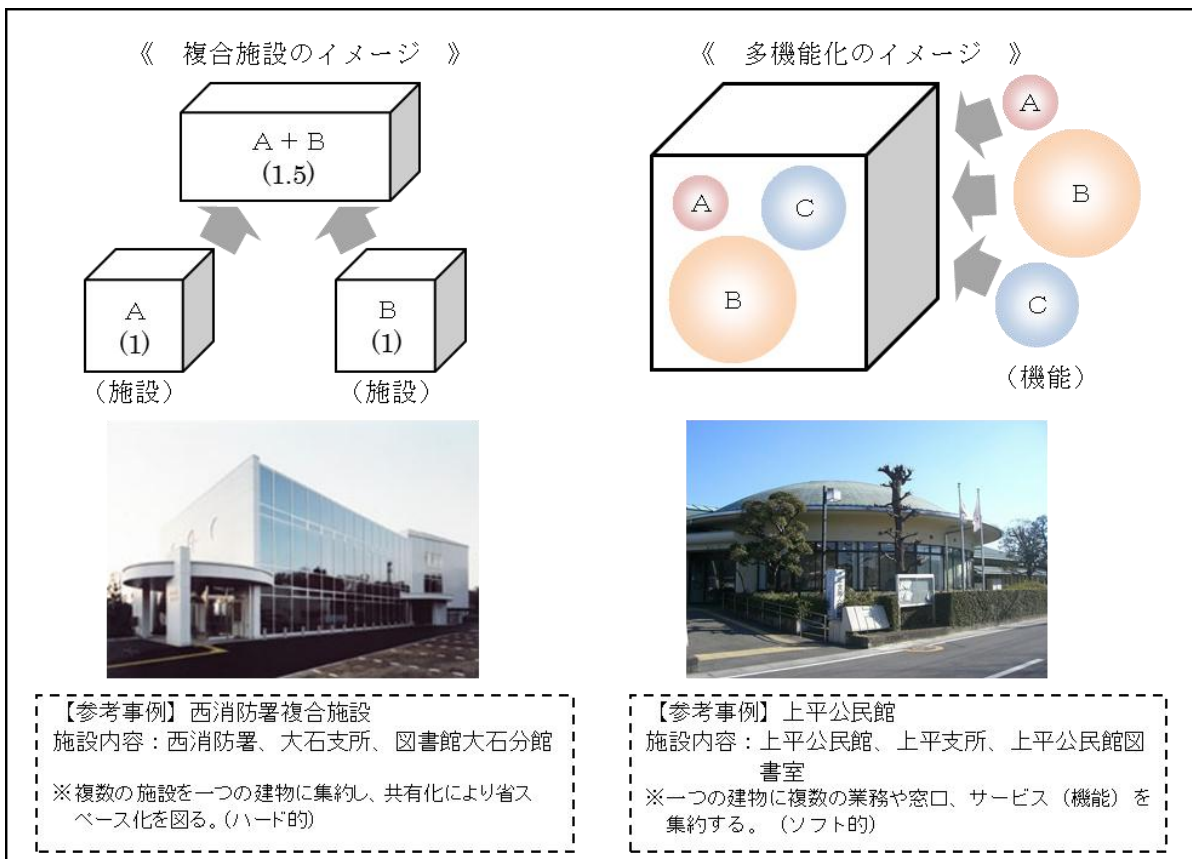 《 複合施設のイメージ 》
A + B
(1.5)
A
(1)
B
(1)
(施設)
(施設)
《 多機能化のイメージ 》
A
C
B
A
B
C
(機能)
【参考事例】西消防署複合施設
施設内容：西消防署、大石支所、図書館大石分館
※複数の施設を一つの建物に集約し、共有化により省ス
ペース化を図る。(ハード的)
【参考事例】上平公民館
施設内容：上平公民館、上平支所、上平公民館図
書室
※一つの建物に複数の業務や窓口、サービス（機能）を
集約する。（ソフト的）